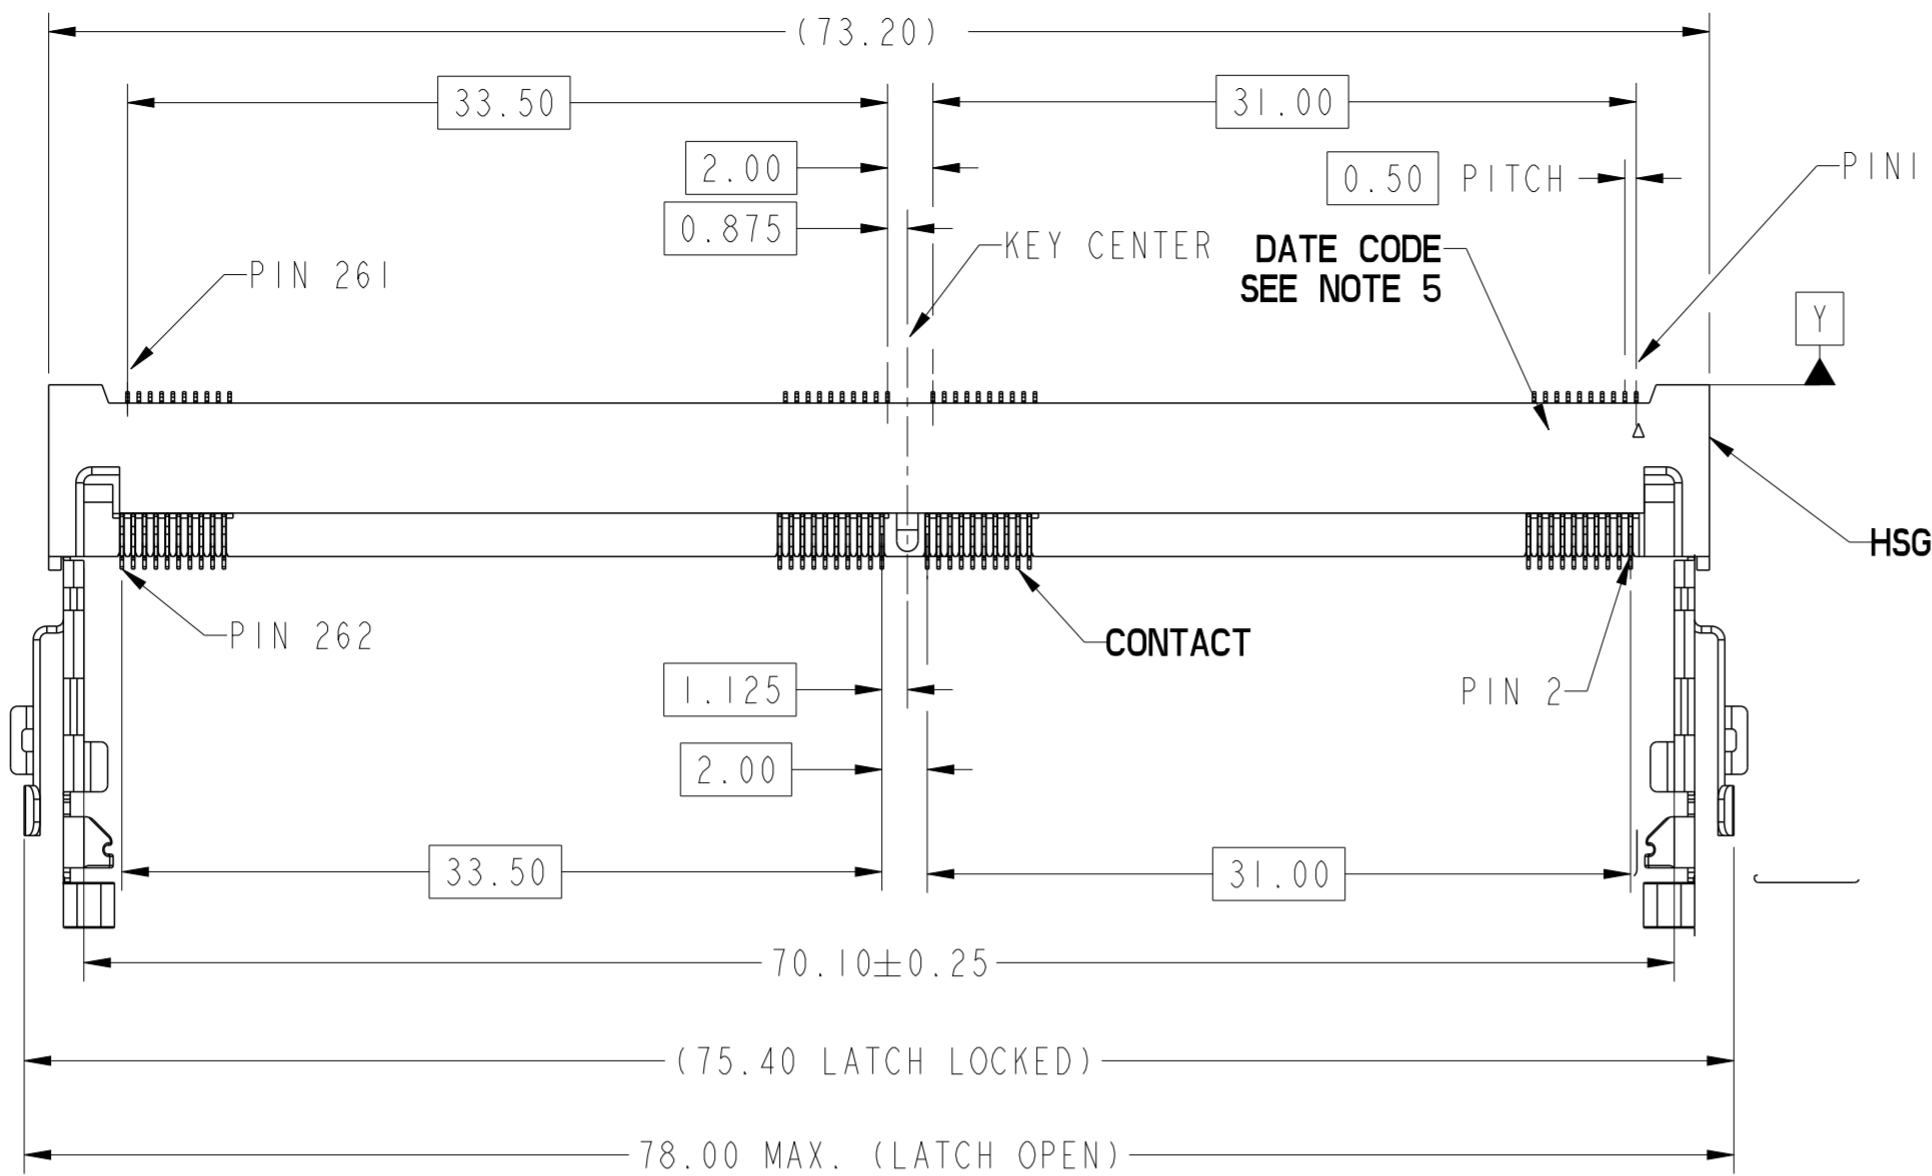 (73.20)
33.50
31.00
2.00
0.50 PITCH
PIN1
0.875
KEY CENTER
DATE CODE
SEE NOTE 5
PIN 261
Y
HSG
PIN 262
CONTACT
1.125
PIN 2
2.00
33.50
31.00
70.10±0.25
(75.40 LATCH LOCKED)
78.00 MAX. (LATCH OPEN)